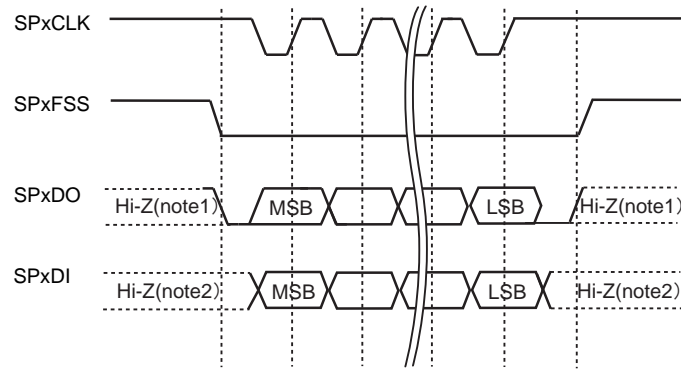 SPxCLK
SPxFSS
SPxDO
Hi-Z(note1) MSB LSB Hi-Z(note1)
SPxDI
Hi-Z(note2) MSB LSB Hi-Z(note2)